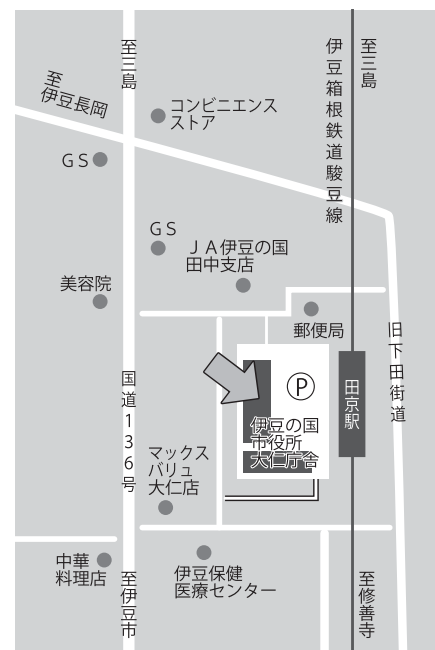 至三島
伊豆箱根鉄道駿豆線
至三島
至
伊豆長岡
コンビニエンス
ストア
ＧＳ
ＧＳ
ＪＡ伊豆の国
田中支店
美容院
郵便局
旧下田街道
Ｐ
田京駅
国道１３６号
伊豆の国
市役所
大仁庁舎
マックス
バリュ
大仁店
中華
料理店
至伊豆市
伊豆保健
医療センター
至修善寺